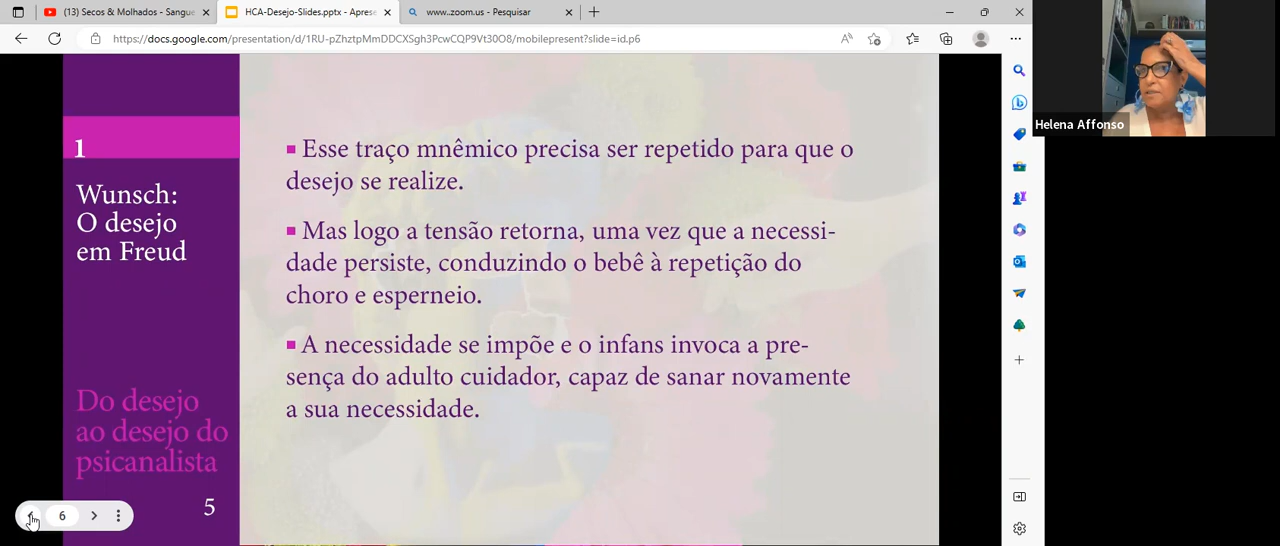 (13) Secos & Molhados - Sangue
HCA-Desejo-Slides.pptx - Aprese
www..zoom.us - Pesquisar
https://docs.google.com/presentation/d/1RU-pZhztpMmDDCXSgh3PcwCQP9Vt30O8/mobilepresent?slide=id.p6
Helena Affonso
1
Wunsch:
O desejo
em Freud
Do desejo
ao desejo do
psicanalista
5
Esse traço mnêmico precisa ser repetido para que o
desejo se realize.
Mas logo a tensão retorna, uma vez que a necessi-
dade persiste, conduzindo o bebê à repetição do
choro e esperneio.
A necessidade se impõe e o infans invoca a pre-
sença do adulto cuidador, capaz de sanar novamente
a sua necessidade.
6